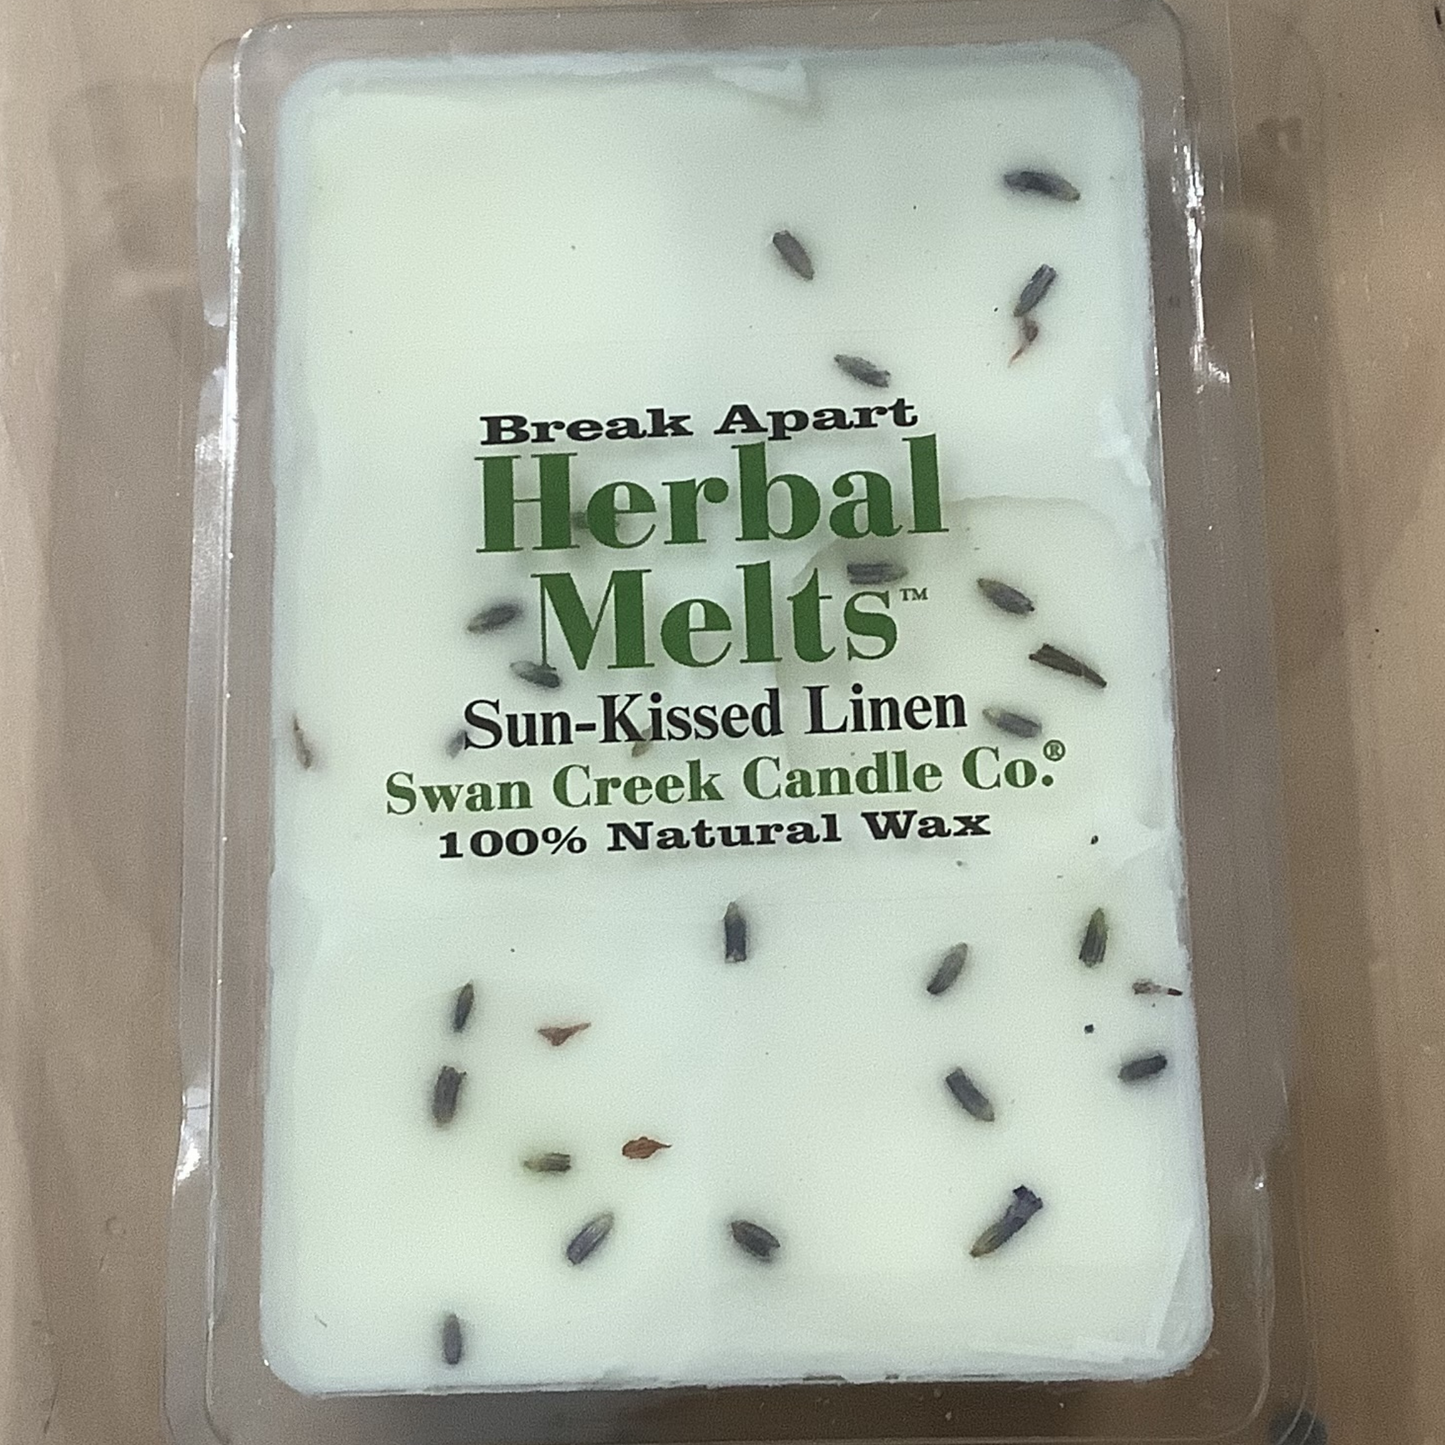 Break Apart
Herbal
Melts™
Sun-Kissed Linen
Swan Creek Candle Co.®
100% Natural Wax